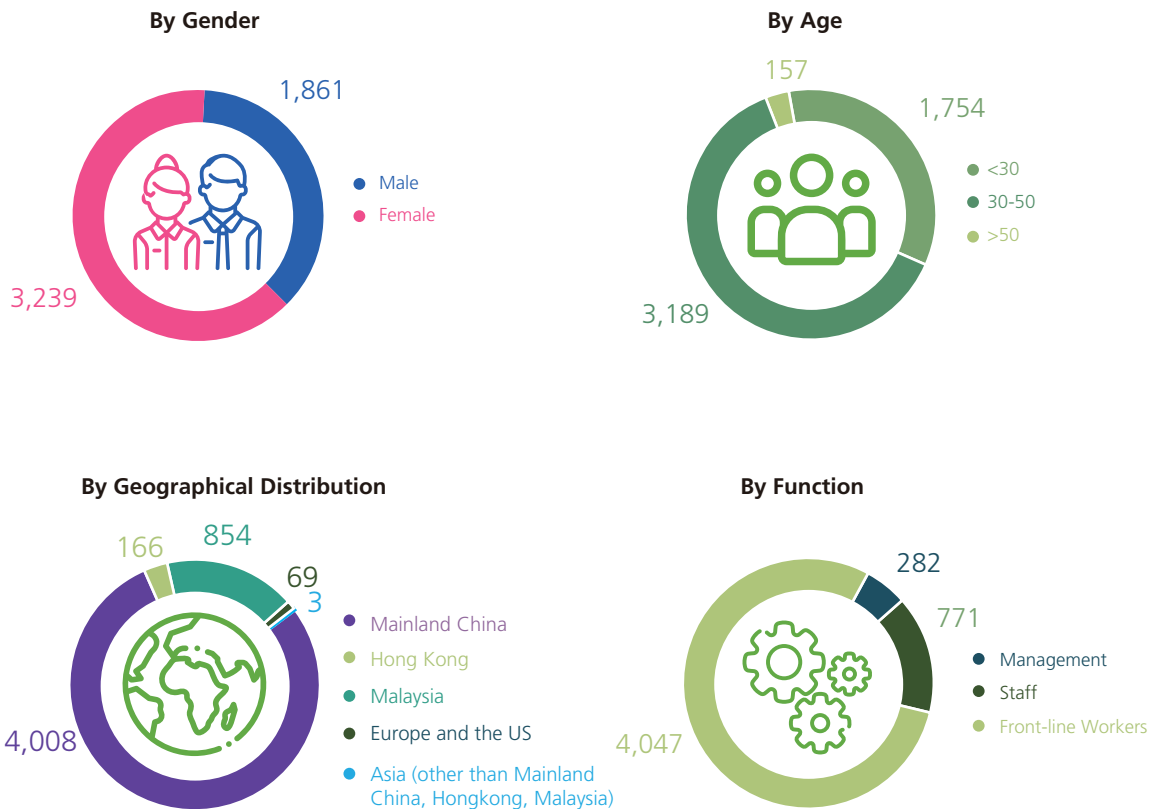 By Gender
1,861
3,239
Male
Female
By Age
157
1,754
3,189
<30
30-50
>50
By Geographical Distribution
166
854
69
3
4,008
Mainland China
Hong Kong
Malaysia
Europe and the US
Asia (other than Mainland
China, Hongkong, Malaysia)
By Function
282
771
4,047
Management
Staff
Front-line Workers